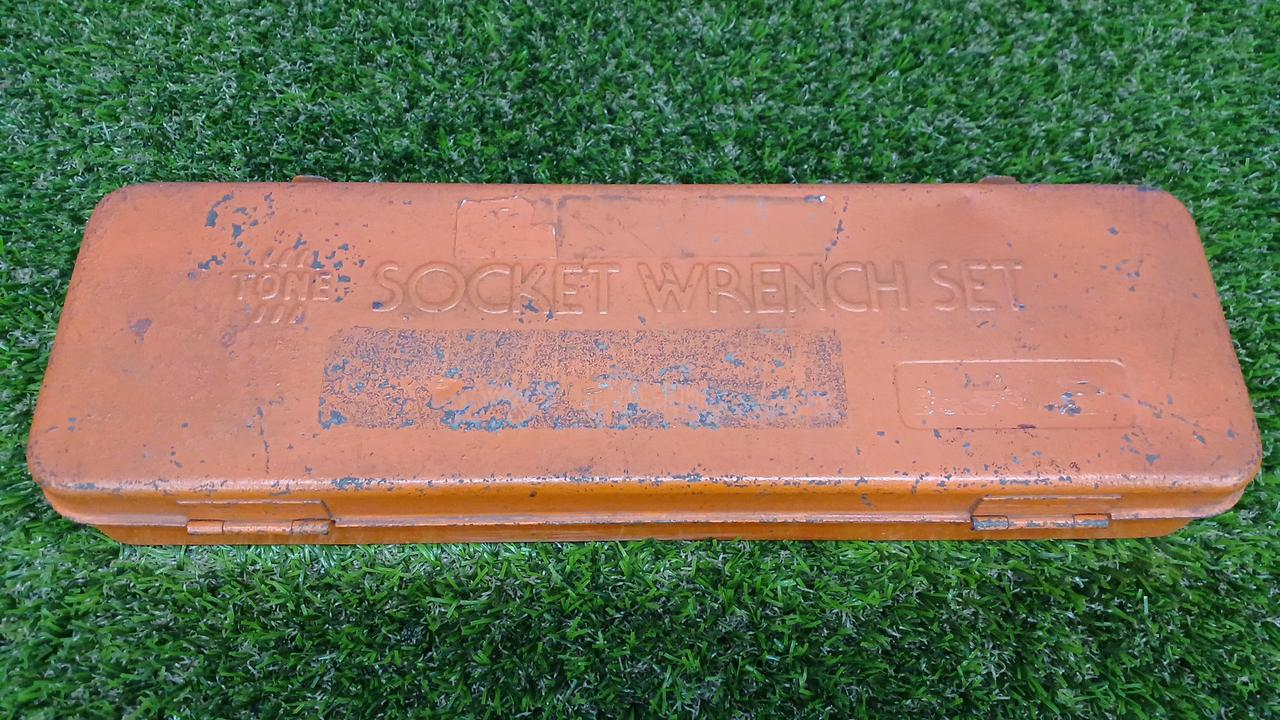 TONE SOCKET WRENCH SET